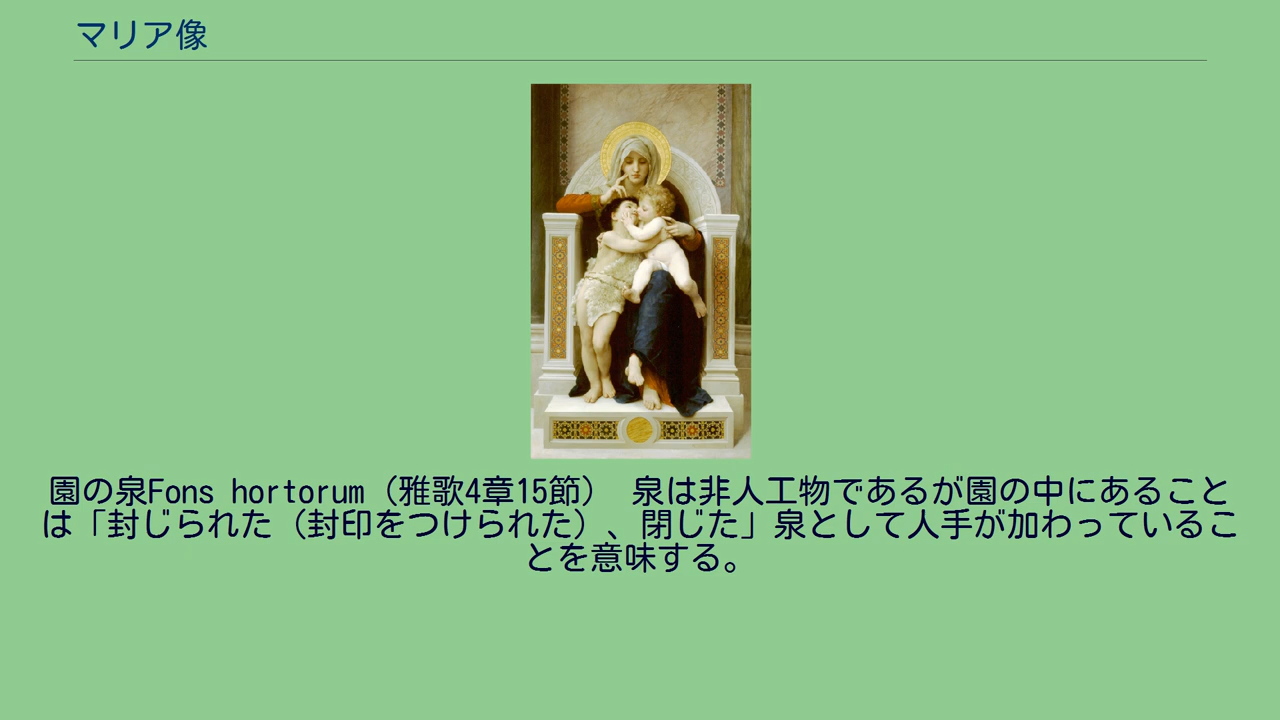 マリア像
園の泉Fons hortorum（雅歌4章15節）　泉は非人工物であるが園の中にあること
は「封じられた（封印をつけられた）、閉じた」泉として人手が加わっているこ
とを意味する。